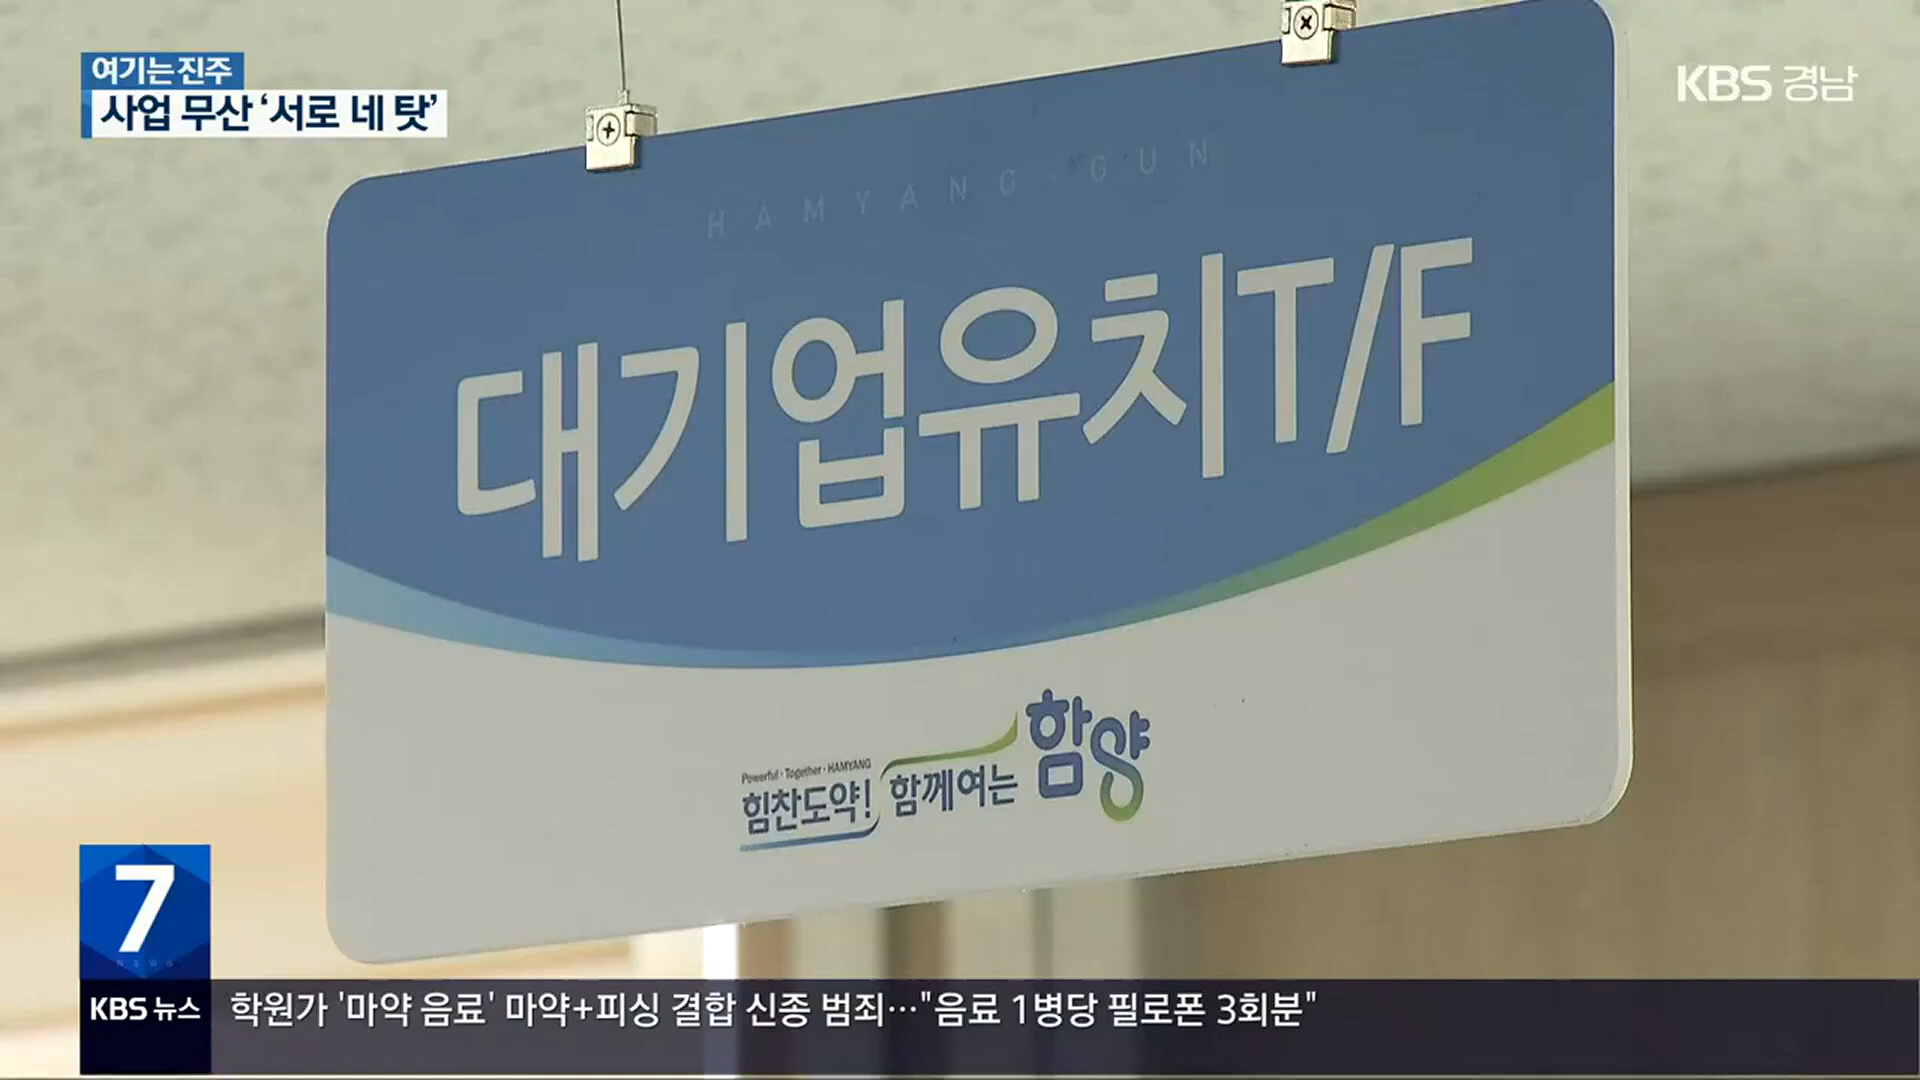 여기는 진주
사업 무산 ‘서로 네 탓’
KBS 경남
HAMYANG-GUN
대기업유치T/F
Powerful·Together·HAMYANG
힘찬도약! 함께여는 함양
7
NEWS
KBS 뉴스
학원가 '마약 음료' 마약+피싱 결합 신종 범죄…"음료 1병당 필로폰 3회분"